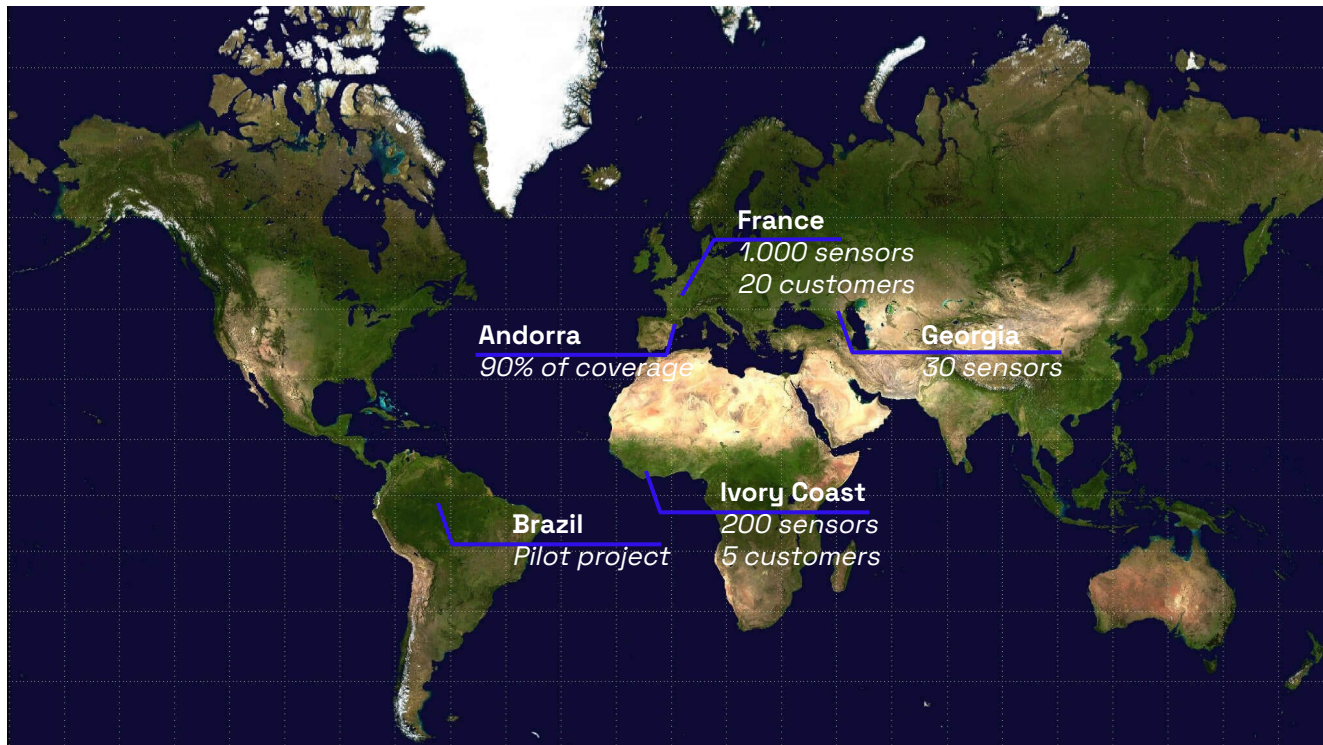 France
1.000 sensors
20 customers
Andorra
90% of coverage
Georgia
30 sensors
Ivory Coast
200 sensors
5 customers
Brazil
Pilot project